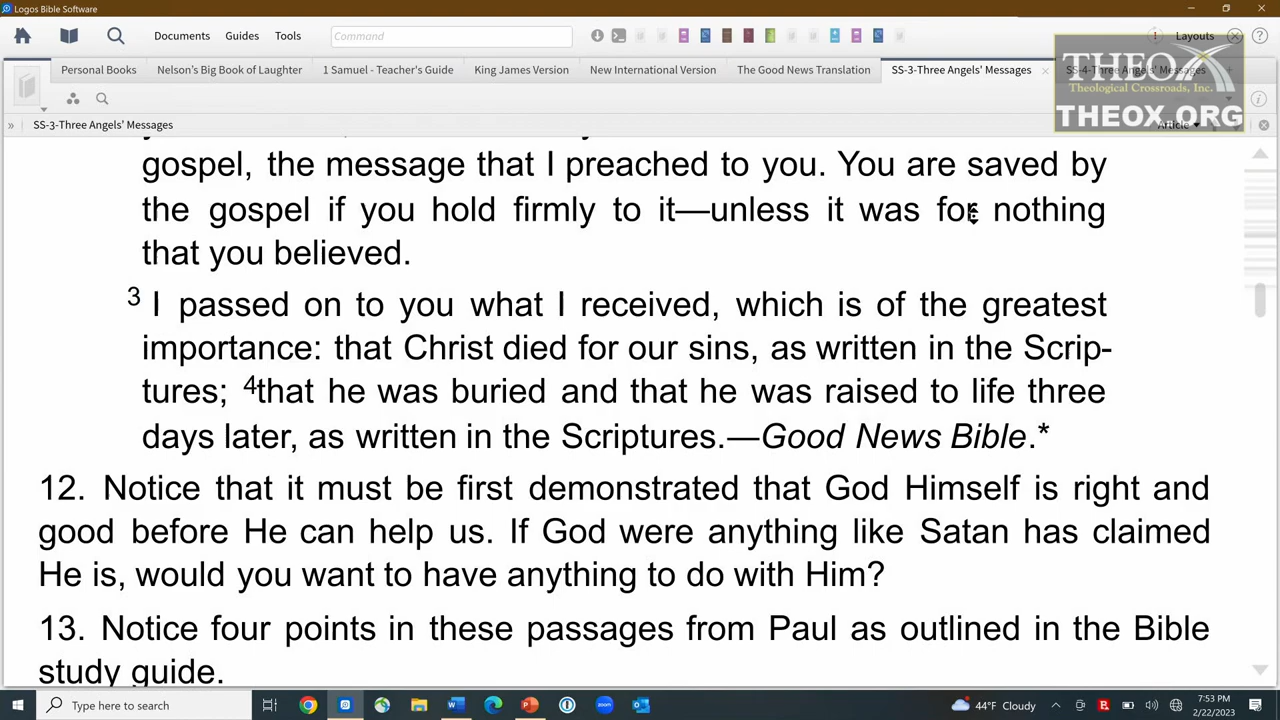 Logos Bible Software
Documents Guides Tools Command Layouts
THEOX
Theological Crossroads, Inc.
THEOX.ORG
Personal Books Nelson's Big Book of Laughter 1 Samue King James Version New International Version The Good News Translation SS-3-Three Angels' Messages SS-4-Three Angels' Messages
SS-3-Three Angels' Messages Article
gospel, the message that I preached to you. You are saved by
the gospel if you hold firmly to it—unless it was for nothing
that you believed.
3 I passed on to you what I received, which is of the greatest
importance: that Christ died for our sins, as written in the Scrip-
tures; 4that he was buried and that he was raised to life three
days later, as written in the Scriptures.—Good News Bible.*
12. Notice that it must be first demonstrated that God Himself is right and
good before He can help us. If God were anything like Satan has claimed
He is, would you want to have anything to do with Him?
13. Notice four points in these passages from Paul as outlined in the Bible
study guide.
Type here to search
44°F Cloudy
7:53 PM
2/22/2023